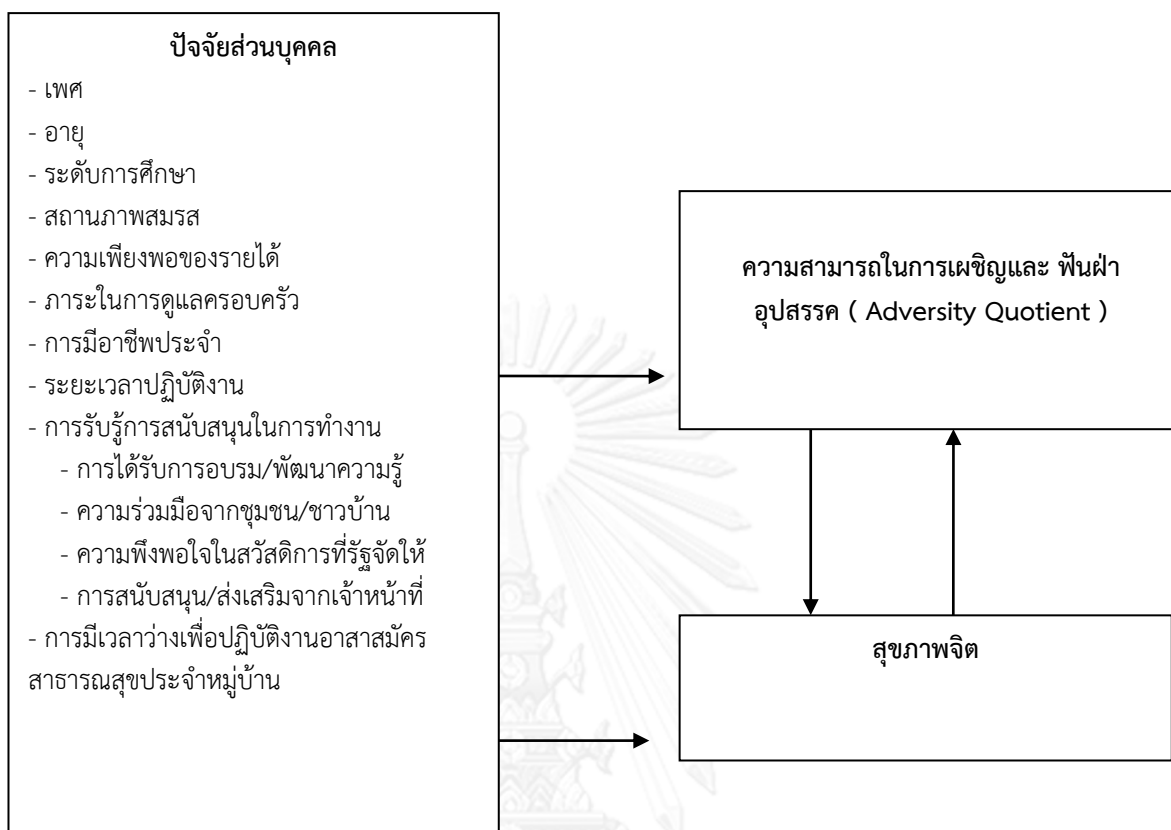 ปัจจัยส่วนบุคคล
- เพศ
- อายุ
- ระดับการศึกษา
- สถานภาพสมรส
- ความเพียงพอของรายได้
- ภาระในการดูแลครอบครัว
- การมีอาชีพประจำ
- ระยะเวลาปฏิบัติงาน
- การรับรู้การสนับสนุนในการทำงาน
- การได้รับการอบรม/พัฒนาความรู้
- ความร่วมมือจากชุมชน/ชาวบ้าน
- ความพึงพอใจในสวัสดิการที่รัฐจัดให้
- การสนับสนุน/ส่งเสริมจากเจ้าหน้าที่
- การมีเวลาว่างเพื่อปฏิบัติงานอาสาสมัคร
สาธารณสุขประจำหมู่บ้าน
ความสามารถในการเผชิญและ ฟันฝ่า
อุปสรรค ( Adversity Quotient )
สุขภาพจิต